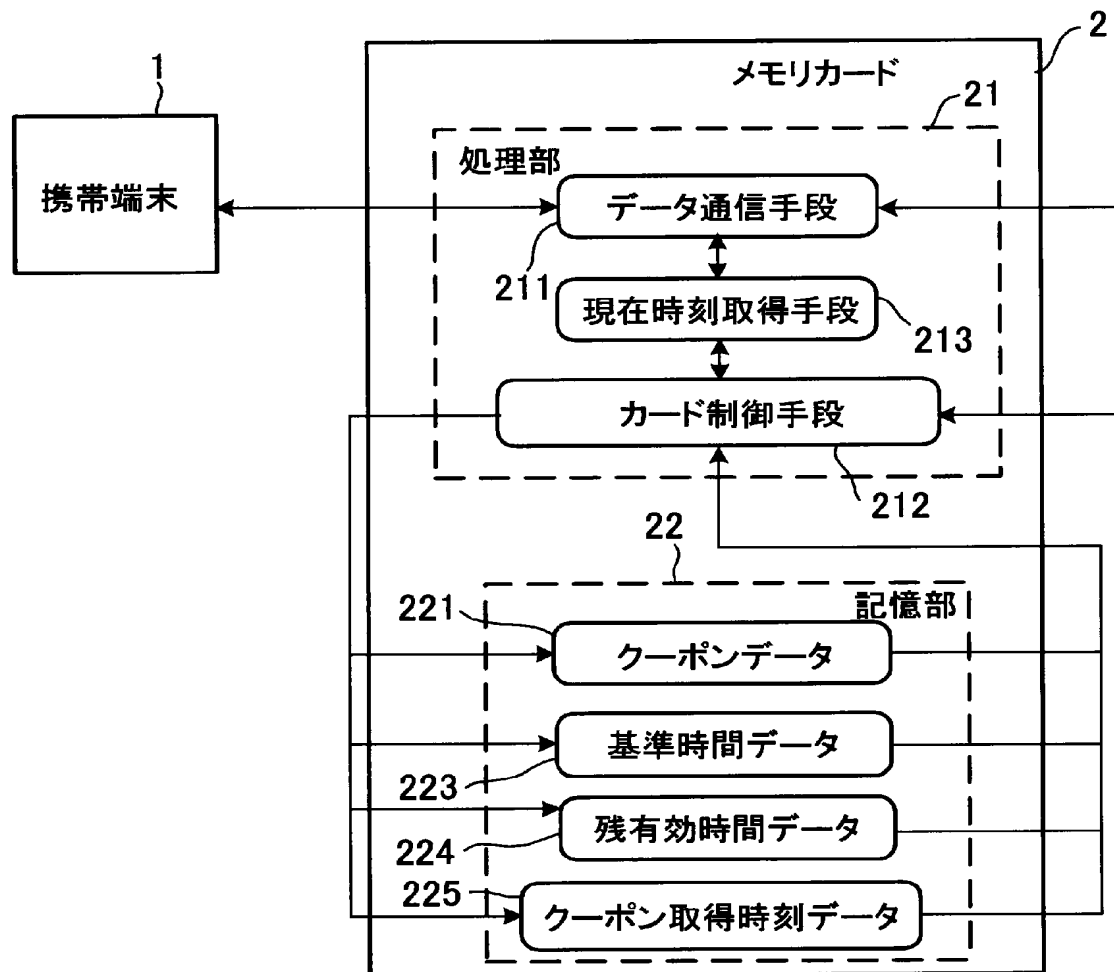 2
メモリカード
1
21
処理部
携帯端末
データ通信手段
211
現在時刻取得手段
213
カード制御手段
212
22
記憶部
221
クーポンデータ
基準時間データ
223
残有効時間データ
224
225
クーポン取得時刻データ